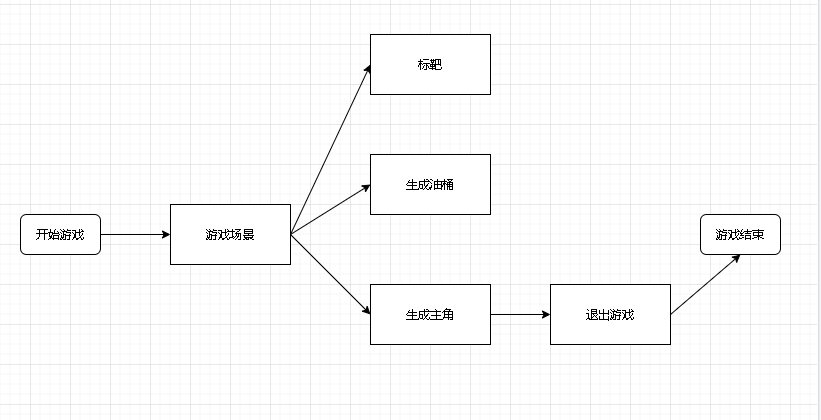 标靶
生成油桶
开始游戏
游戏场景
游戏结束
生成主角
退出游戏